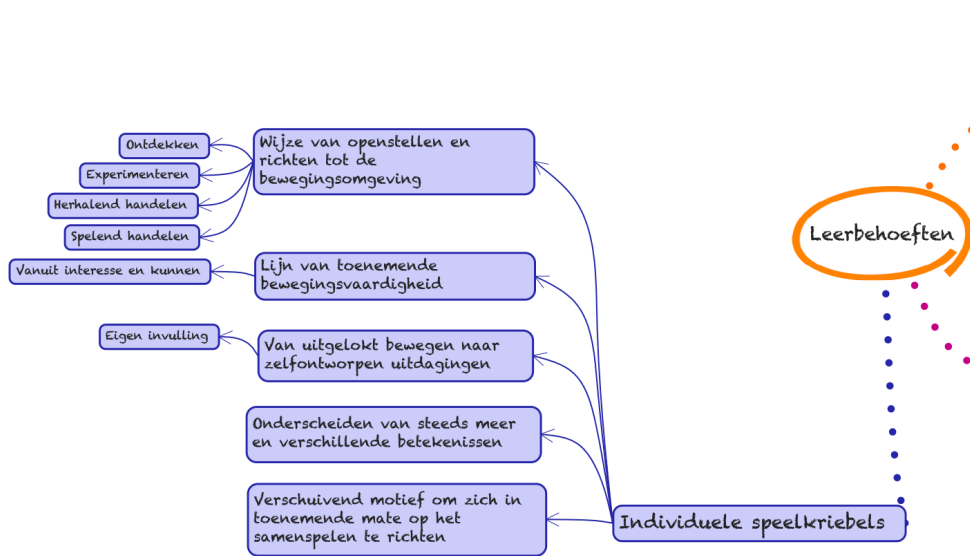 Ontdekken
Experimenteren
Herhalend handelen
Spelend handelen
Wijze van openstellen en
richten tot de
bewegingsomgeving
Vanuit interesse en kunnen
Lijn van toenemende
bewegingsvaardigheid
Eigen invulling
Van uitgelokt bewegen naar
zelfontworpen uitdagingen
Onderscheiden van steeds meer
en verschillende betekenissen
Verschuivend motief om zich in
toenemende mate op het
samenspelen te richten
Individuele speelkriebels
Leerbehoeften